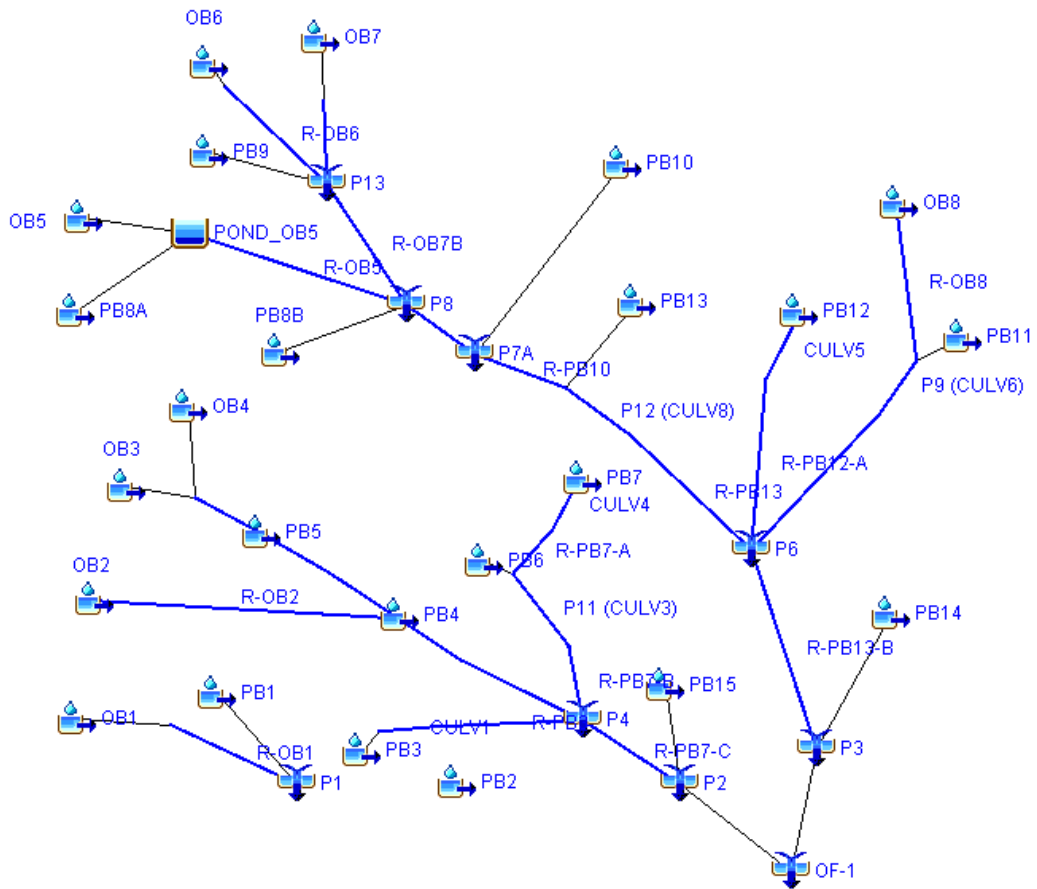 OB6
OB7
R-OB6
PB9
P13
PB10
OB5
POND_OB5
OB8
R-OB7B
R-OB5
R-OB8
P8
PB8A
PB8B
PB13
PB12
PB11
P7A
CULV5
R-PB10
P9 (CULV6)
OB4
P12 (CULV8)
OB3
R-PB12-A
PB7
R-PB13
CULV4
PB5
P6
R-PB7-A
PB6
OB2
R-OB2
PB4
P11 (CULV3)
PB14
R-PB13-B
PB15
PB1
OB1
P4
CULV1
R-OB1
PB3
R-PB7-C
P3
P1
PB2
P2
OF-1